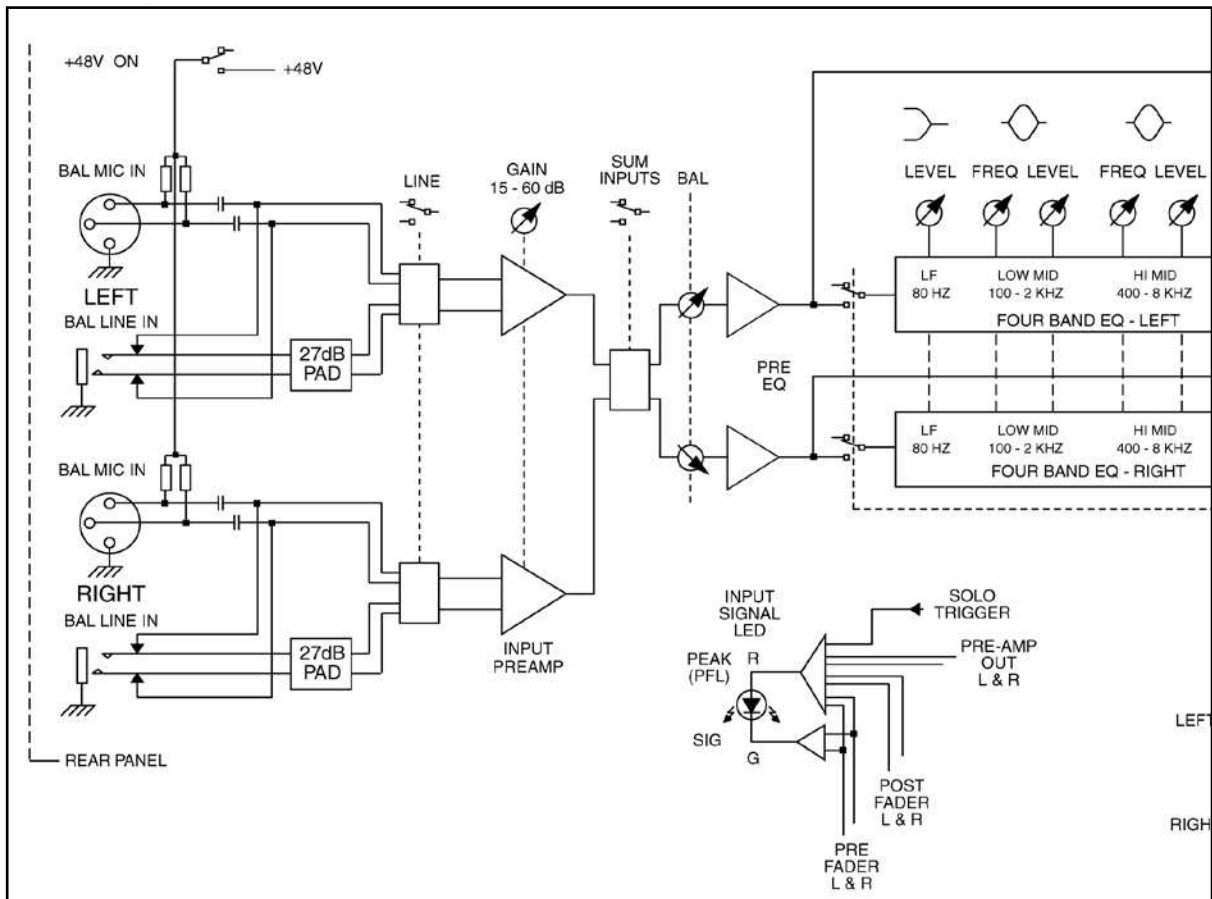 +48V ON
+48V
BAL MIC IN
LEFT
BAL LINE IN
27dB
PAD
LINE
GAIN
15 - 60 dB
SUM
INPUTS
BAL
PRE
EQ
LEVEL
FREQ LEVEL
FREQ LEVEL
LF
80 HZ
LOW MID
100 - 2 KHZ
HI MID
400 - 8 KHZ
FOUR BAND EQ - LEFT
LF
80 HZ
LOW MID
100 - 2 KHZ
HI MID
400 - 8 KHZ
FOUR BAND EQ - RIGHT
BAL MIC IN
RIGHT
BAL LINE IN
27dB
PAD
INPUT
PREAMP
REAR PANEL
INPUT
SIGNAL
LED
PEAK
(PFL)
R
SIG
G
SOLO
TRIGGER
PRE-AMP
OUT
L & R
POST
FADER
L & R
PRE
FADER
L & R
LEFT
RIGH